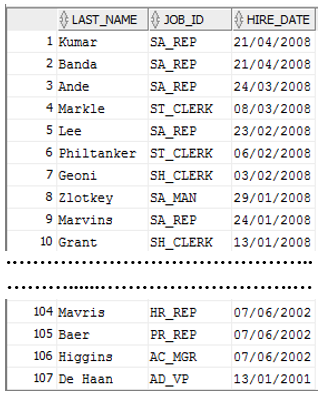 LAST_NAME JOB_ID HIRE_DATE
1 Kumar SA_REP 21/04/2008
2 Banda SA_REP 21/04/2008
3 Ande SA_REP 24/03/2008
4 Markle ST_CLERK 08/03/2008
5 Lee SA_REP 23/02/2008
6 Philtanker ST_CLERK 06/02/2008
7 Geoni SH_CLERK 03/02/2008
8 Zlotkey SA_MAN 29/01/2008
9 Marvins SA_REP 24/01/2008
10 Grant SH_CLERK 13/01/2008
104 Mavris HR_REP 07/06/2002
105 Baer PR_REP 07/06/2002
106 Higgins AC_MGR 07/06/2002
107 De Haan AD_VP 13/01/2001